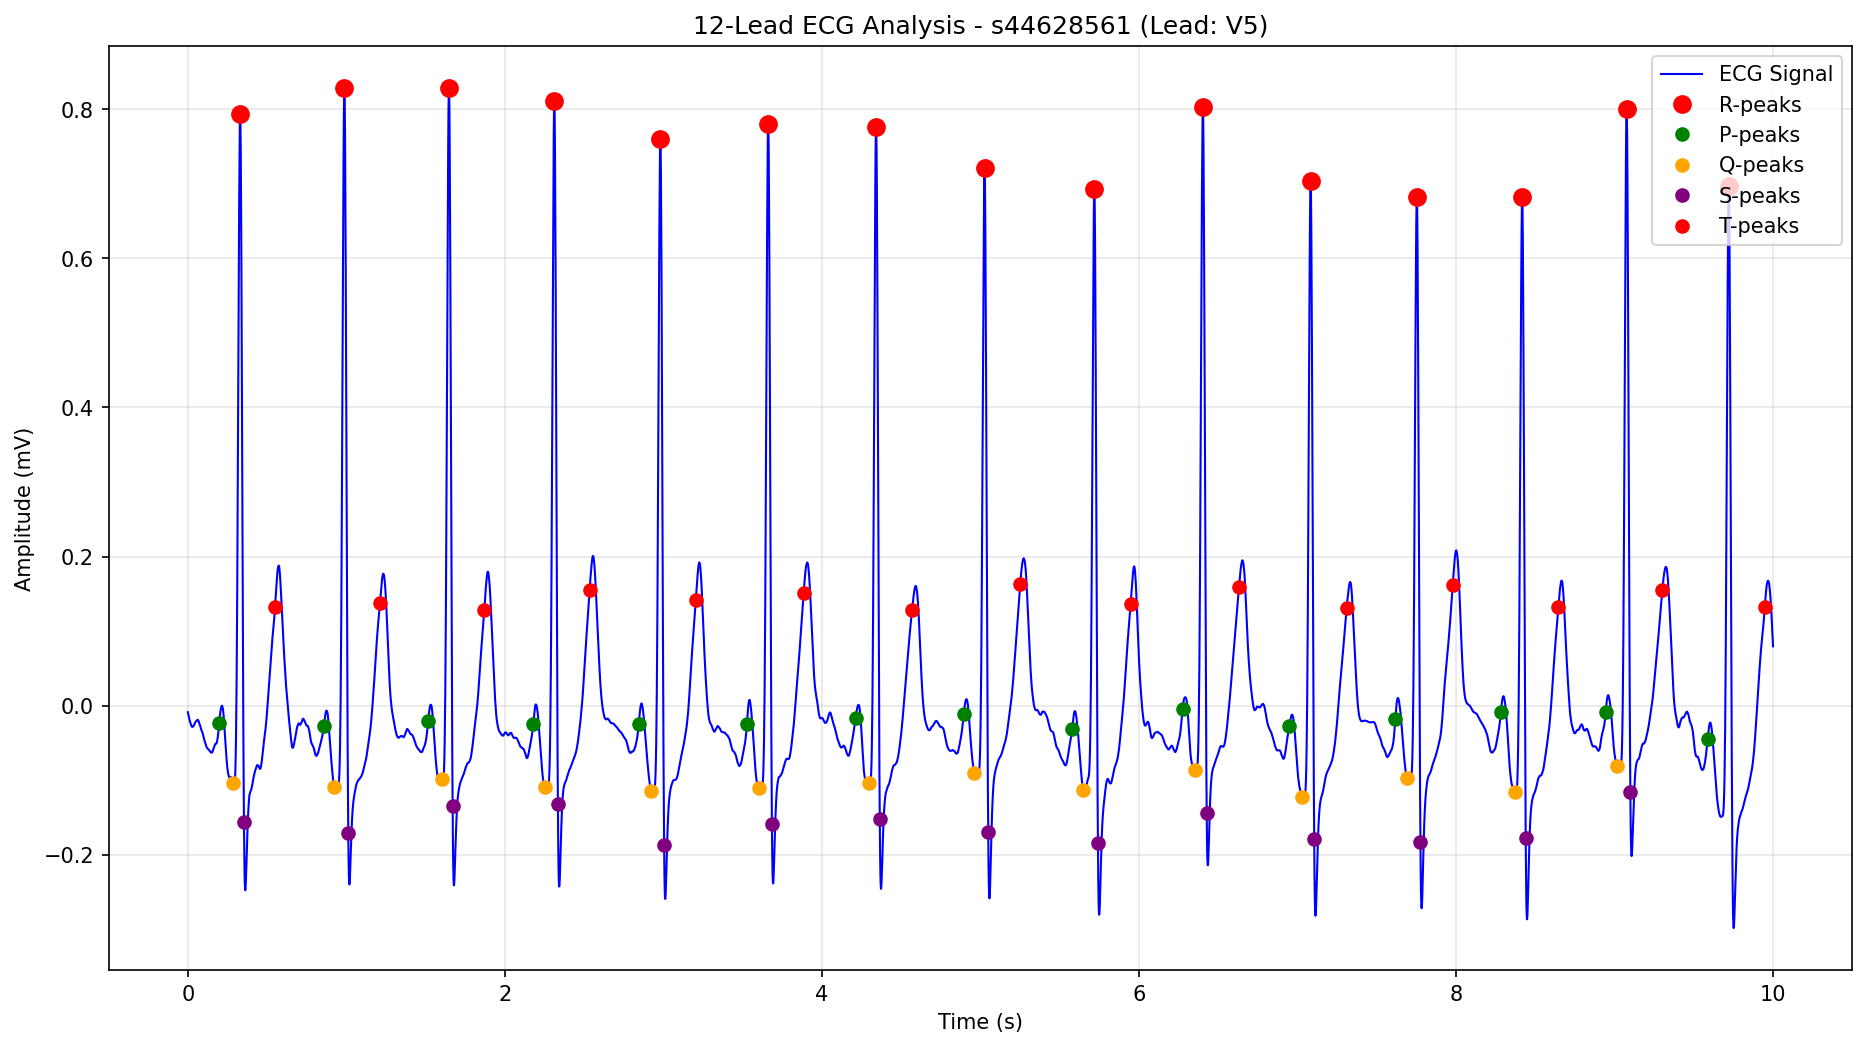 12-Lead ECG Analysis - s44628561 (Lead: V5)
ECG Signal
R-peaks
P-peaks
Q-peaks
S-peaks
T-peaks
Amplitude (mV)
0.8
0.6
0.4
0.2
0.0
−0.2
0 2 4 6 8 10
Time (s)